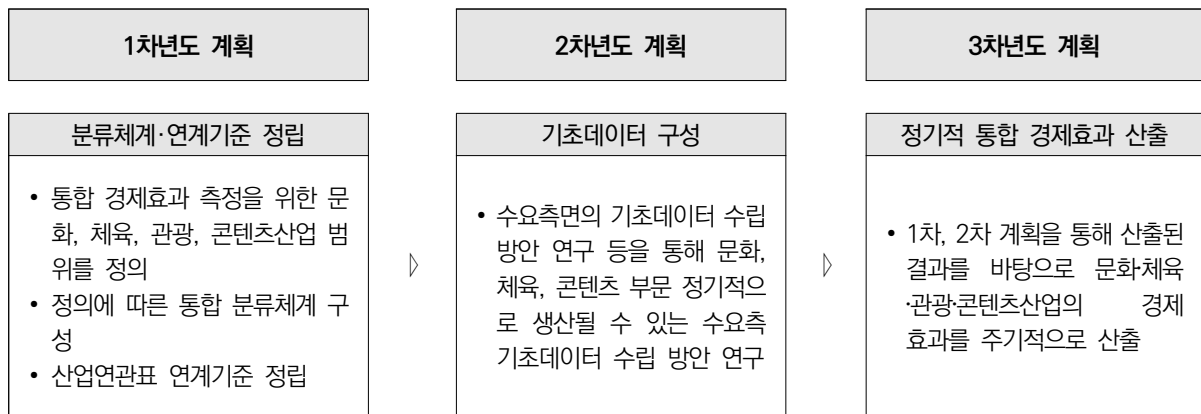 1차년도 계획
분류체계·연계기준 정립
• 통합 경제효과 측정을 위한 문
화, 체육, 관광, 콘텐츠산업 범
위를 정의
• 정의에 따른 통합 분류체계 구
성
• 산업연관표 연계기준 정립
2차년도 계획
기초데이터 구성
• 수요측면의 기초데이터 수립
방안 연구 등을 통해 문화,
체육, 콘텐츠 부문 정기적으
로 생산될 수 있는 수요측
기초데이터 수립 방안 연구
3차년도 계획
정기적 통합 경제효과 산출
• 1차, 2차 계획을 통해 산출된
결과를 바탕으로 문화·체육
·관광·콘텐츠산업의 경제
효과를 주기적으로 산출